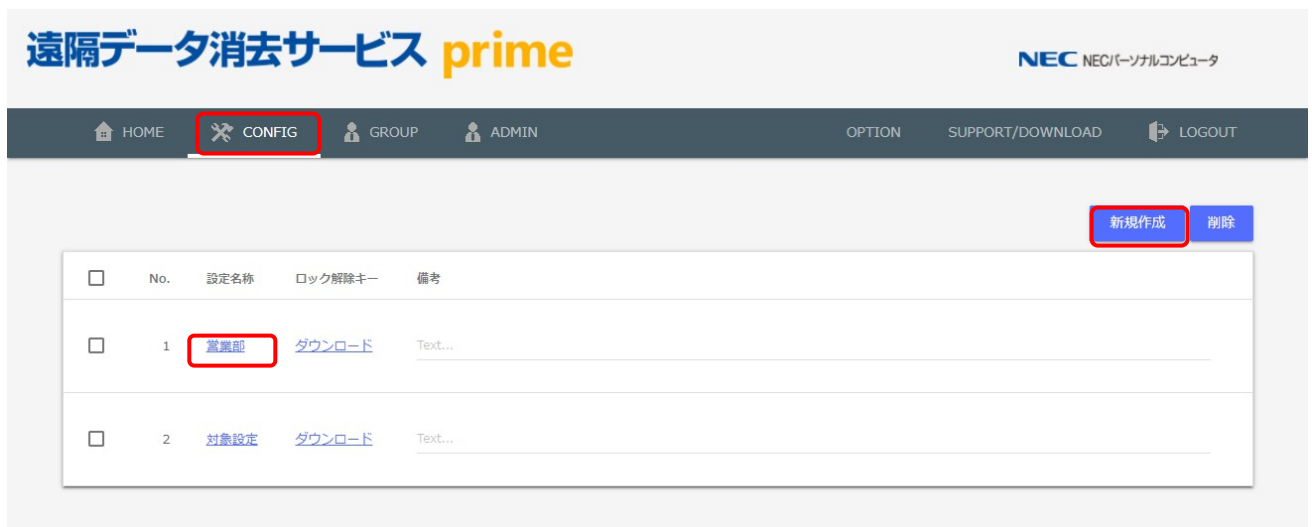 遠隔データ消去サービス prime
NEC NECパーソナルコンピュータ
HOME CONFIG GROUP ADMIN OPTION SUPPORT/DOWNLOAD LOGOUT
新規作成 削除
No. 設定名称 ロック解除キー 備考
1 営業部 ダウンロード Text...
2 対象設定 ダウンロード Text...